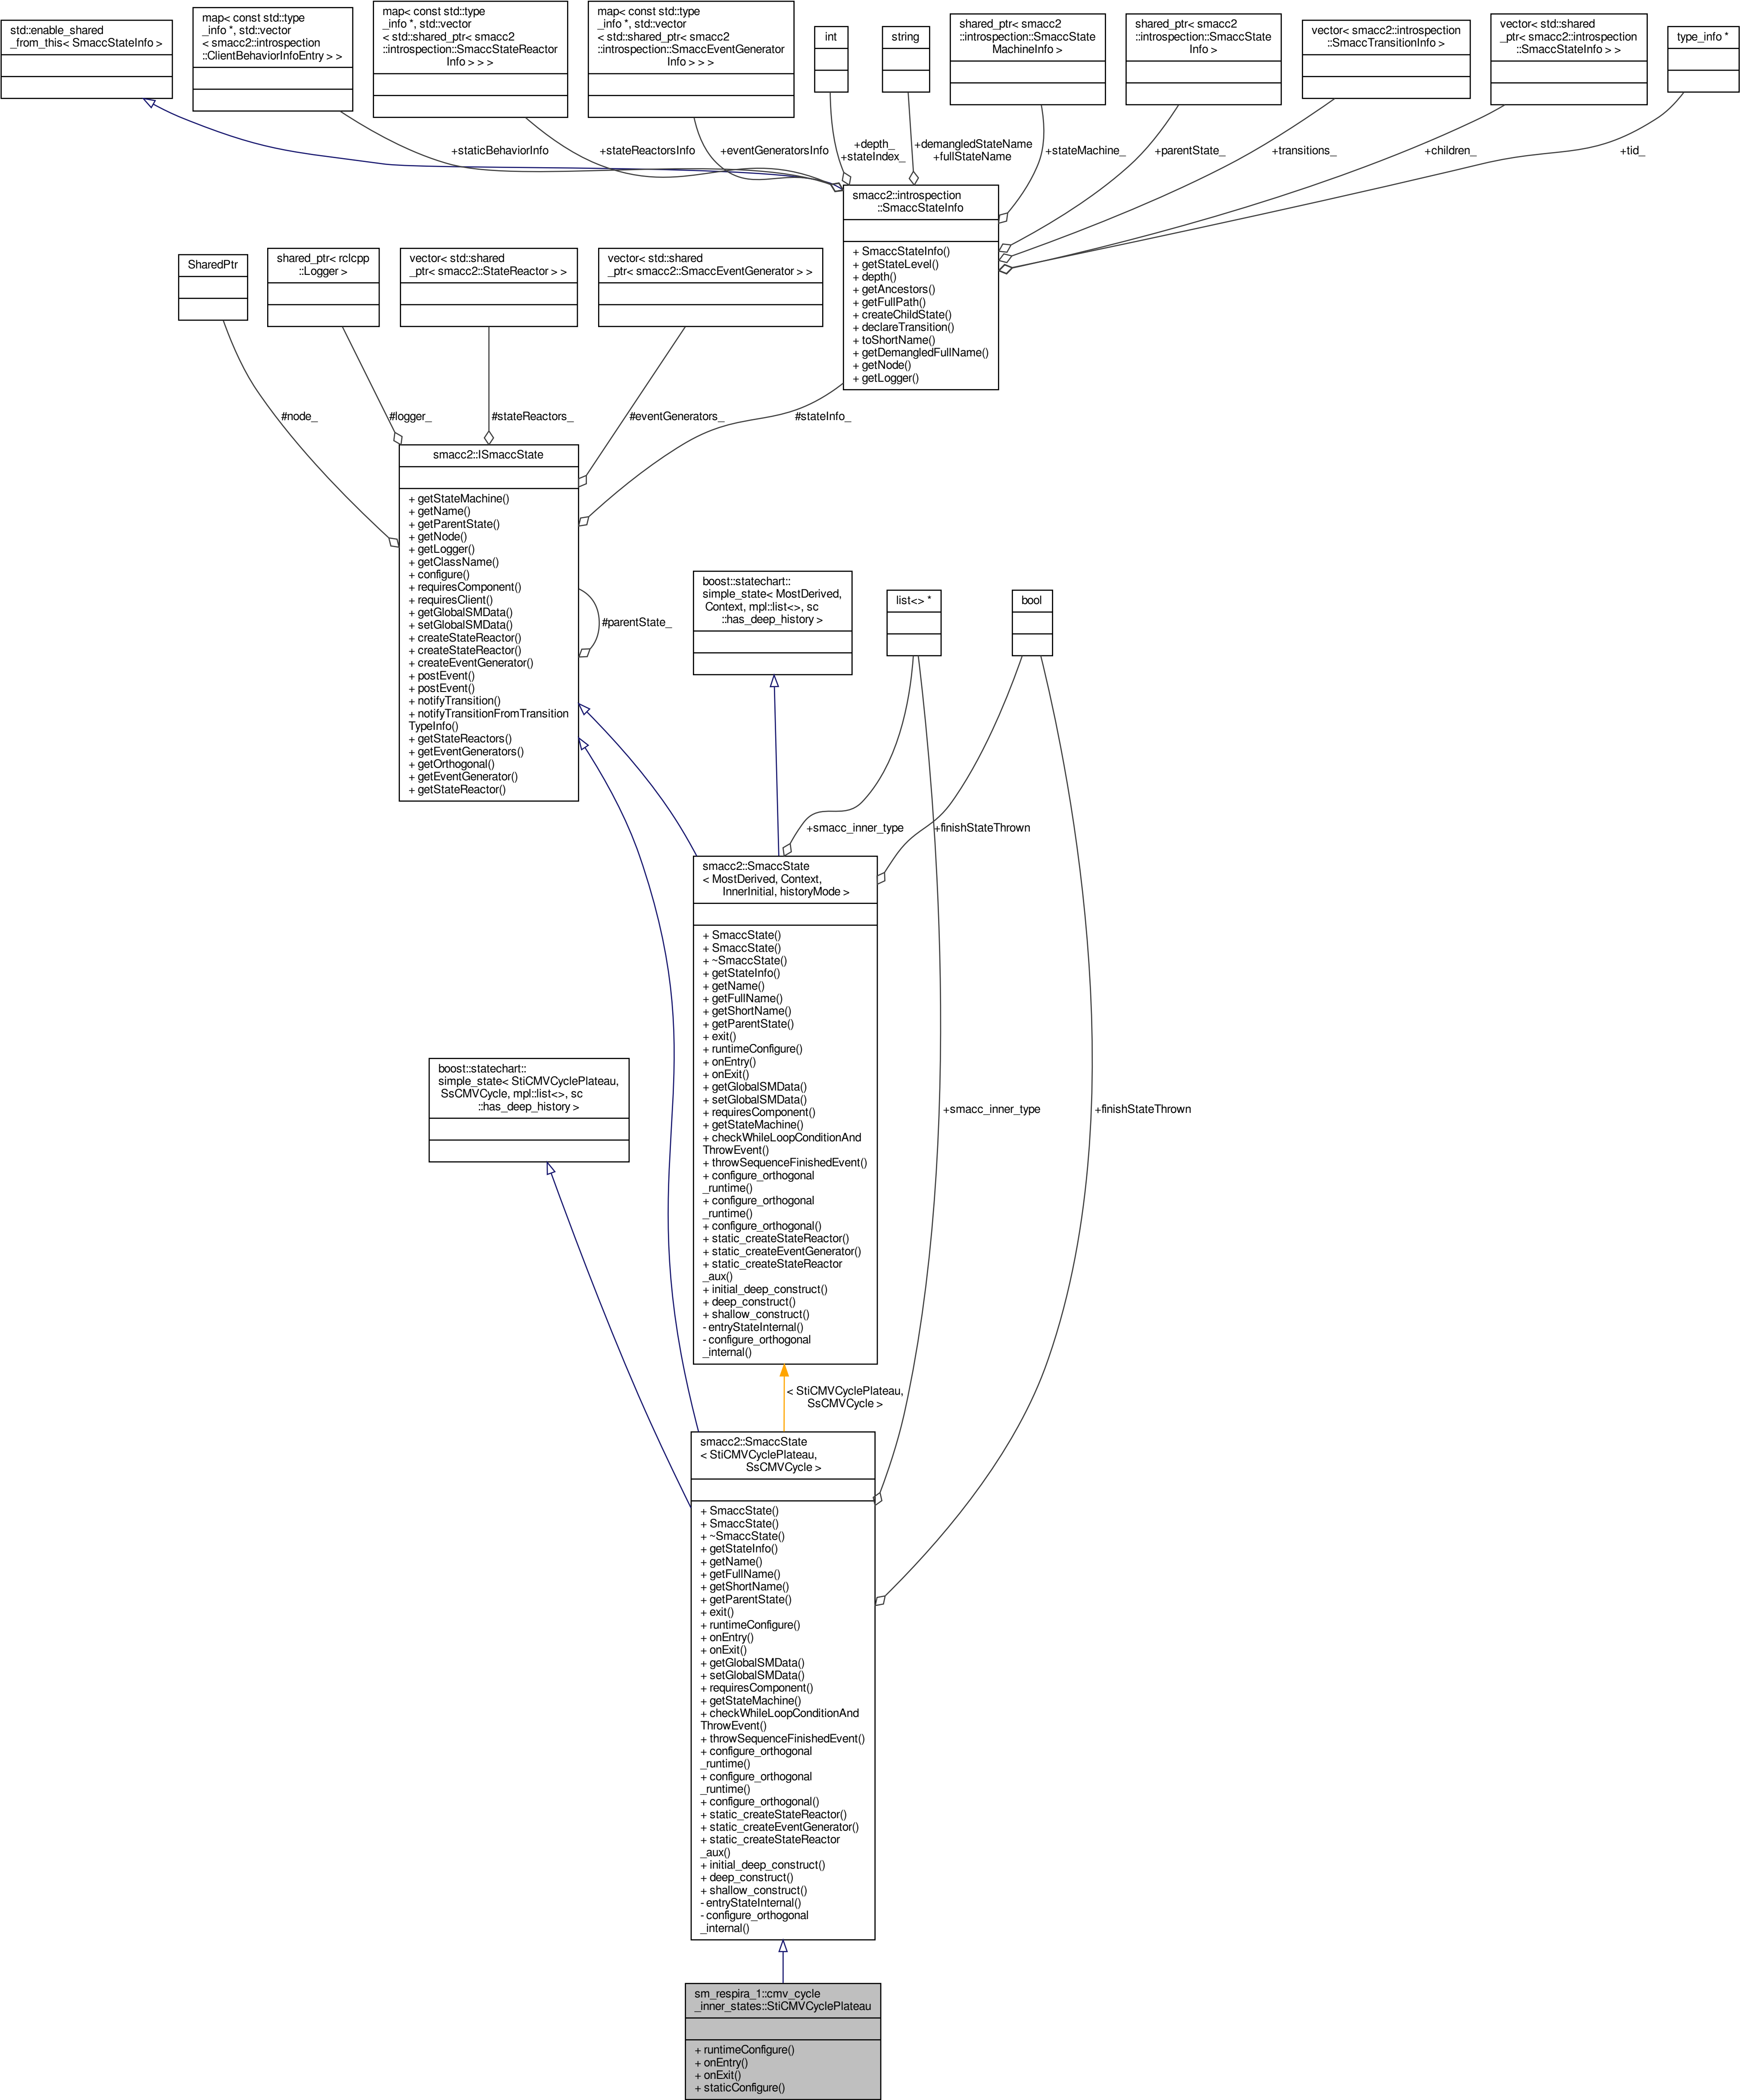 std::enable_shared
_from_this< SmaccStateInfo >
map< const std::type
_info *, std::vector
< smacc2::introspection
::ClientBehaviorInfoEntry > >
map< const std::type
_info *, std::vector
< std::shared_ptr< smacc2
::introspection::SmaccStateReactor
Info > > >
map< const std::type
_info *, std::vector
< std::shared_ptr< smacc2
::introspection::SmaccEventGenerator
Info > > >
int
string
shared_ptr< smacc2
::introspection::SmaccState
MachineInfo >
shared_ptr< smacc2
::introspection::SmaccState
Info >
vector< smacc2::introspection
::SmaccTransitionInfo >
vector< std::shared
_ptr< smacc2::introspection
::SmaccStateInfo > >
type_info *
+staticBehaviorInfo
+stateReactorsInfo
+eventGeneratorsInfo
+depth_
+stateIndex_
+demangledStateName
+fullStateName
+stateMachine_
+parentState_
+transitions_
+children_
+tid_
smacc2::introspection
::SmaccStateInfo
+ SmaccStateInfo()
+ getStateLevel()
+ depth()
+ getAncestors()
+ getFullPath()
+ createChildState()
+ declareTransition()
+ toShortName()
+ getDemangledFullName()
+ getNode()
+ getLogger()
SharedPtr
shared_ptr< rclcpp
::Logger >
vector< std::shared
_ptr< smacc2::StateReactor > >
vector< std::shared
_ptr< smacc2::SmaccEventGenerator > >
#node_
#logger_
#stateReactors_
#eventGenerators_
#stateInfo_
smacc2::ISmaccState
+ getStateMachine()
+ getName()
+ getParentState()
+ getNode()
+ getLogger()
+ getClassName()
+ configure()
+ requiresComponent()
+ requiresClient()
+ getGlobalSMData()
+ setGlobalSMData()
+ createStateReactor()
+ createStateReactor()
+ createEventGenerator()
+ postEvent()
+ postEvent()
+ notifyTransition()
+ notifyTransitionFromTransition
TypeInfo()
+ getStateReactors()
+ getEventGenerators()
+ getOrthogonal()
+ getEventGenerator()
+ getStateReactor()
#parentState_
boost::statechart::
simple_state< MostDerived,
Context, mpl::list<>, sc
::has_deep_history >
list<> *
bool
+smacc_inner_type
+finishStateThrown
smacc2::SmaccState
< MostDerived, Context,
InnerInitial, historyMode >
+ SmaccState()
+ SmaccState()
+ ~SmaccState()
+ getStateInfo()
+ getName()
+ getFullName()
+ getShortName()
+ getParentState()
+ exit()
+ runtimeConfigure()
+ onEntry()
+ onExit()
+ getGlobalSMData()
+ setGlobalSMData()
+ requiresComponent()
+ getStateMachine()
+ checkWhileLoopConditionAnd
ThrowEvent()
+ throwSequenceFinishedEvent()
+ configure_orthogonal
_runtime()
+ configure_orthogonal
_runtime()
+ configure_orthogonal()
+ static_createStateReactor()
+ static_createEventGenerator()
+ static_createStateReactor
_aux()
+ initial_deep_construct()
+ deep_construct()
+ shallow_construct()
- entryStateInternal()
- configure_orthogonal
_internal()
boost::statechart::
simple_state< StiCMVCyclePlateau,
SsCMVCycle, mpl::list<>, sc
::has_deep_history >
+smacc_inner_type
+finishStateThrown
< StiCMVCyclePlateau,
SsCMVCycle >
smacc2::SmaccState
< StiCMVCyclePlateau,
SsCMVCycle >
+ SmaccState()
+ SmaccState()
+ ~SmaccState()
+ getStateInfo()
+ getName()
+ getFullName()
+ getShortName()
+ getParentState()
+ exit()
+ runtimeConfigure()
+ onEntry()
+ onExit()
+ getGlobalSMData()
+ setGlobalSMData()
+ requiresComponent()
+ getStateMachine()
+ checkWhileLoopConditionAnd
ThrowEvent()
+ throwSequenceFinishedEvent()
+ configure_orthogonal
_runtime()
+ configure_orthogonal
_runtime()
+ configure_orthogonal()
+ static_createStateReactor()
+ static_createEventGenerator()
+ static_createStateReactor
_aux()
+ initial_deep_construct()
+ deep_construct()
+ shallow_construct()
- entryStateInternal()
- configure_orthogonal
_internal()
sm_respira_1::cmv_cycle
_inner_states::StiCMVCyclePlateau
+ runtimeConfigure()
+ onEntry()
+ onExit()
+ staticConfigure()